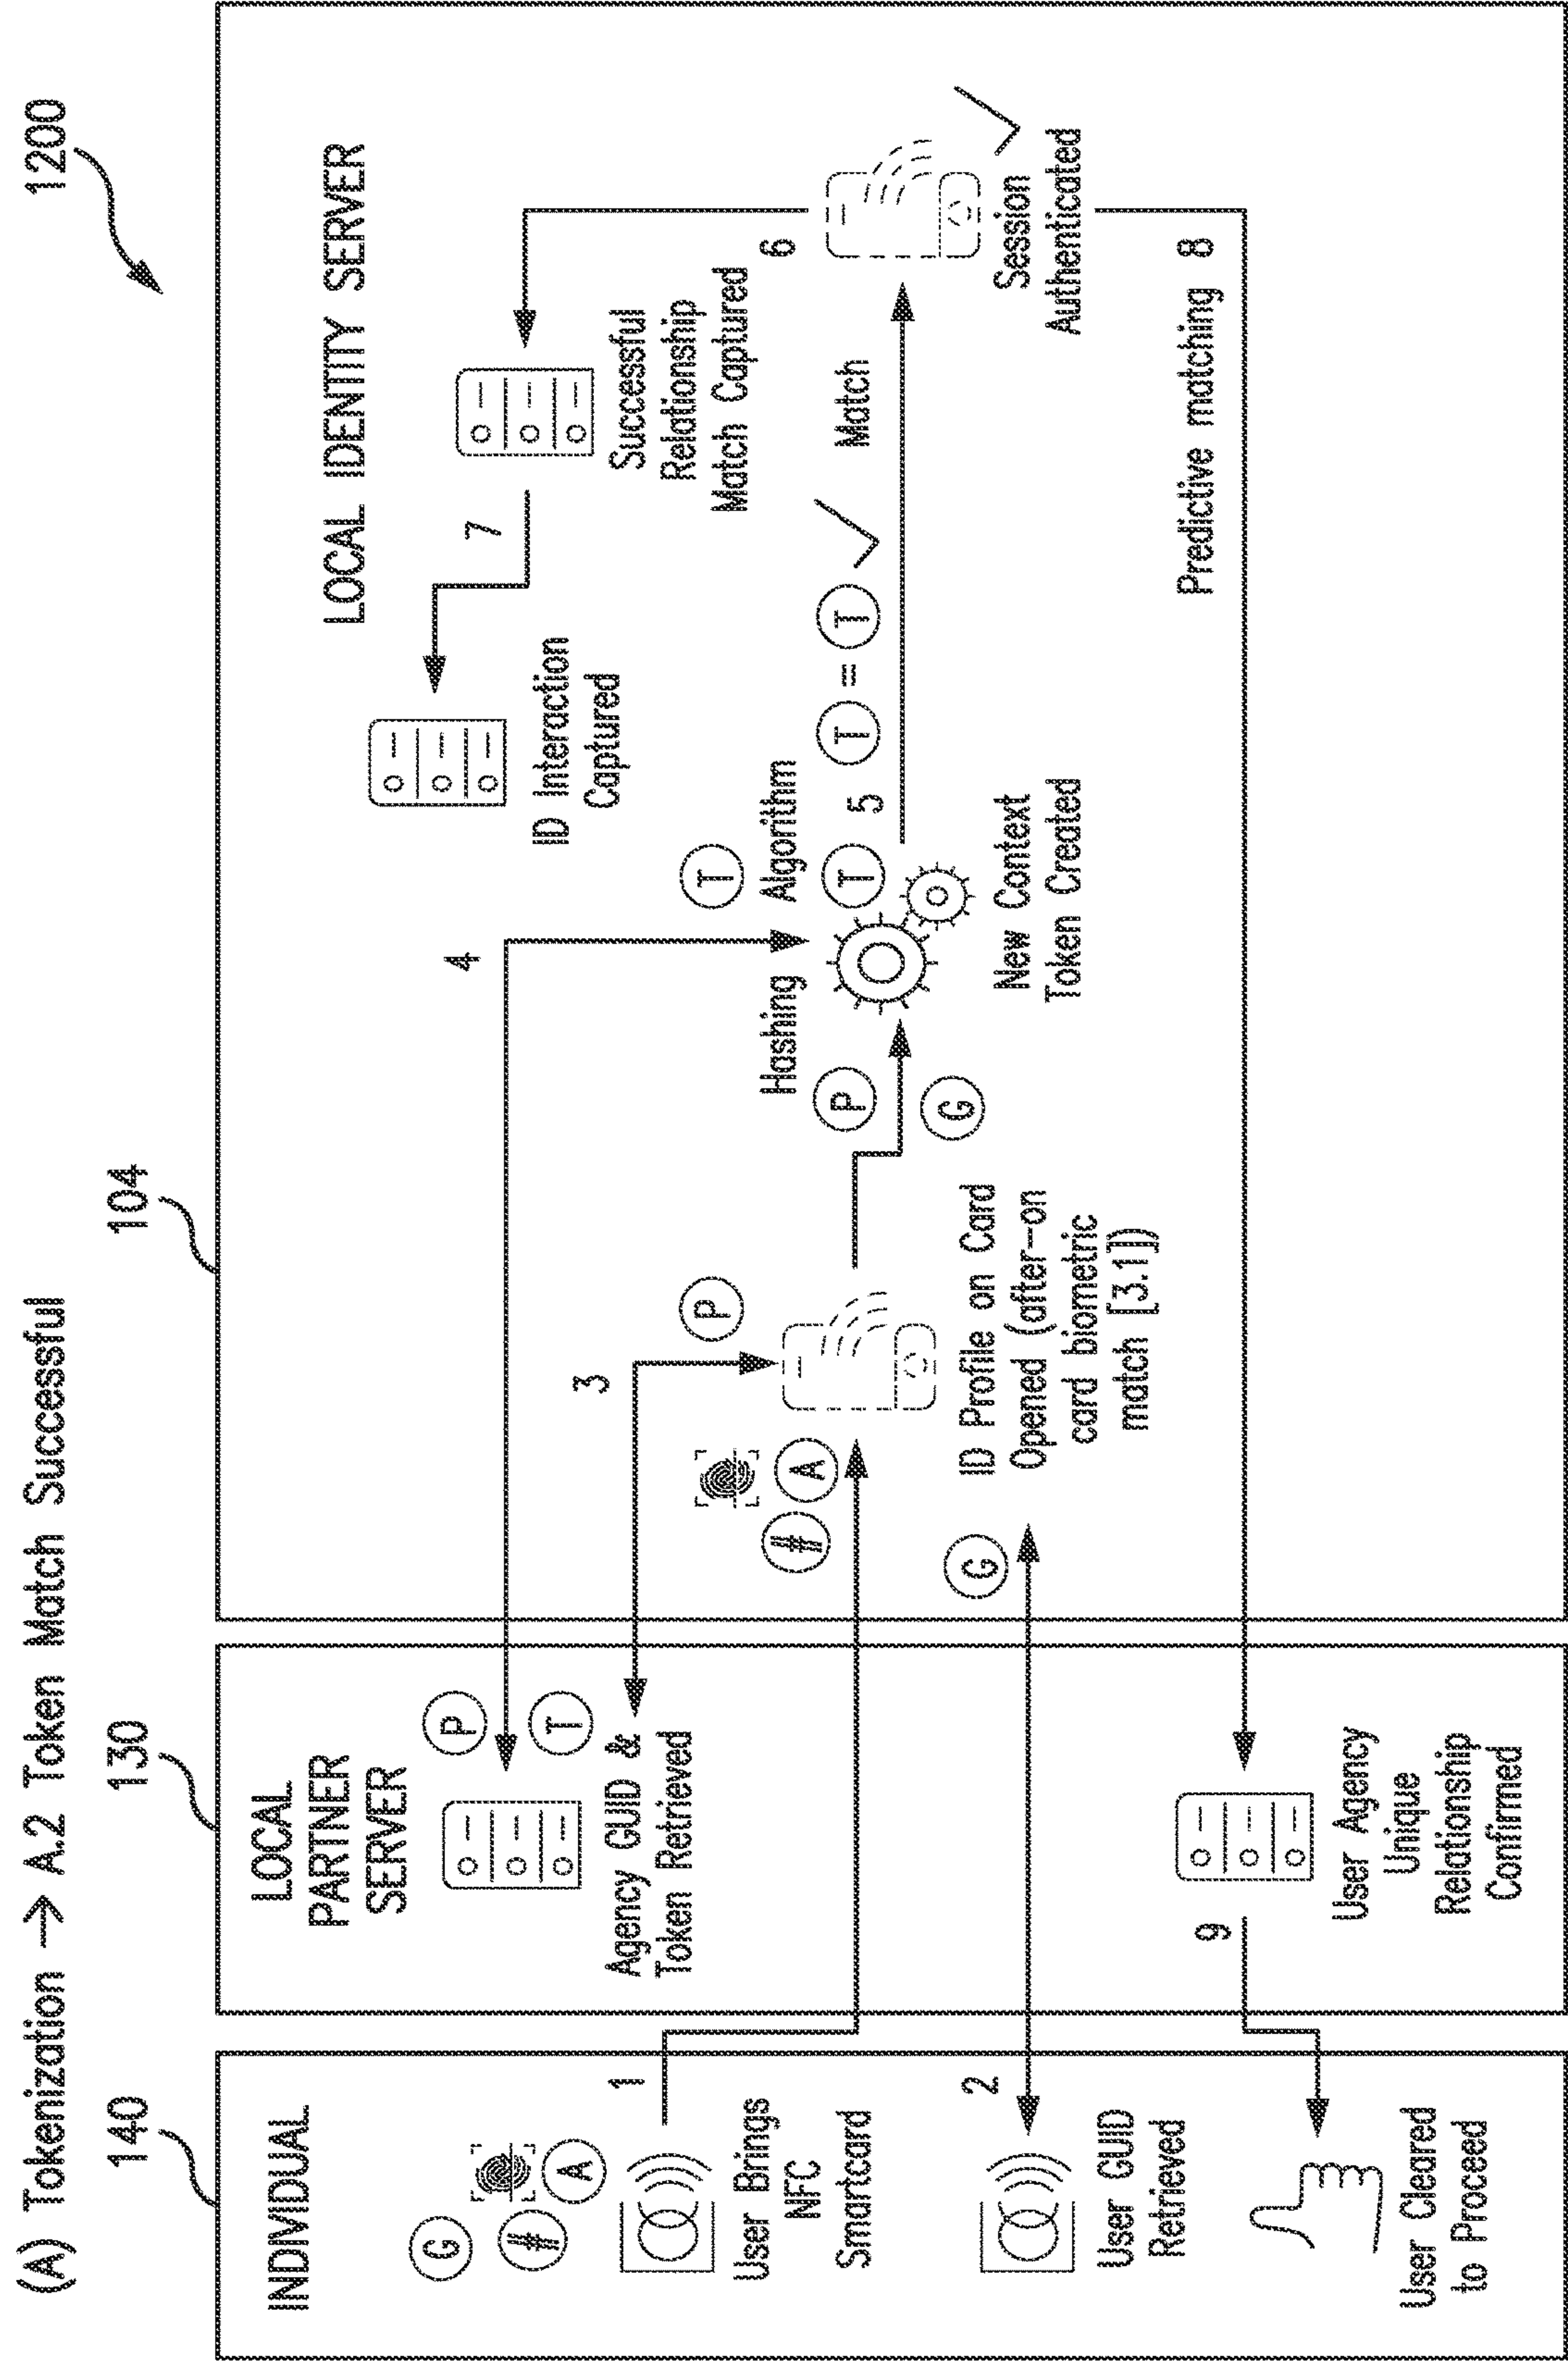 (A) Tokenization → A.2 Token Match Successful
1200
140
130
104
INDIVIDUAL
G
#
A
1
User Brings
NFC
Smartcard
2
User GUID
Retrieved
User Cleared
to Proceed
LOCAL
PARTNER
SERVER
P
T
Agency GUID &
Token Retrieved
9
User Agency
Unique
Relationship
Confirmed
LOCAL IDENTITY SERVER
4
3
P
#
A
G
ID Profile on Card
Opened (after-on
card biometric
match [3.1])
P
G
Hashing Algorithm
T
T
5
New Context
Token Created
T = T
Match
ID Interaction
Captured
7
Successful
Relationship
Match Captured
6
Session
Authenticated
Predictive matching 8